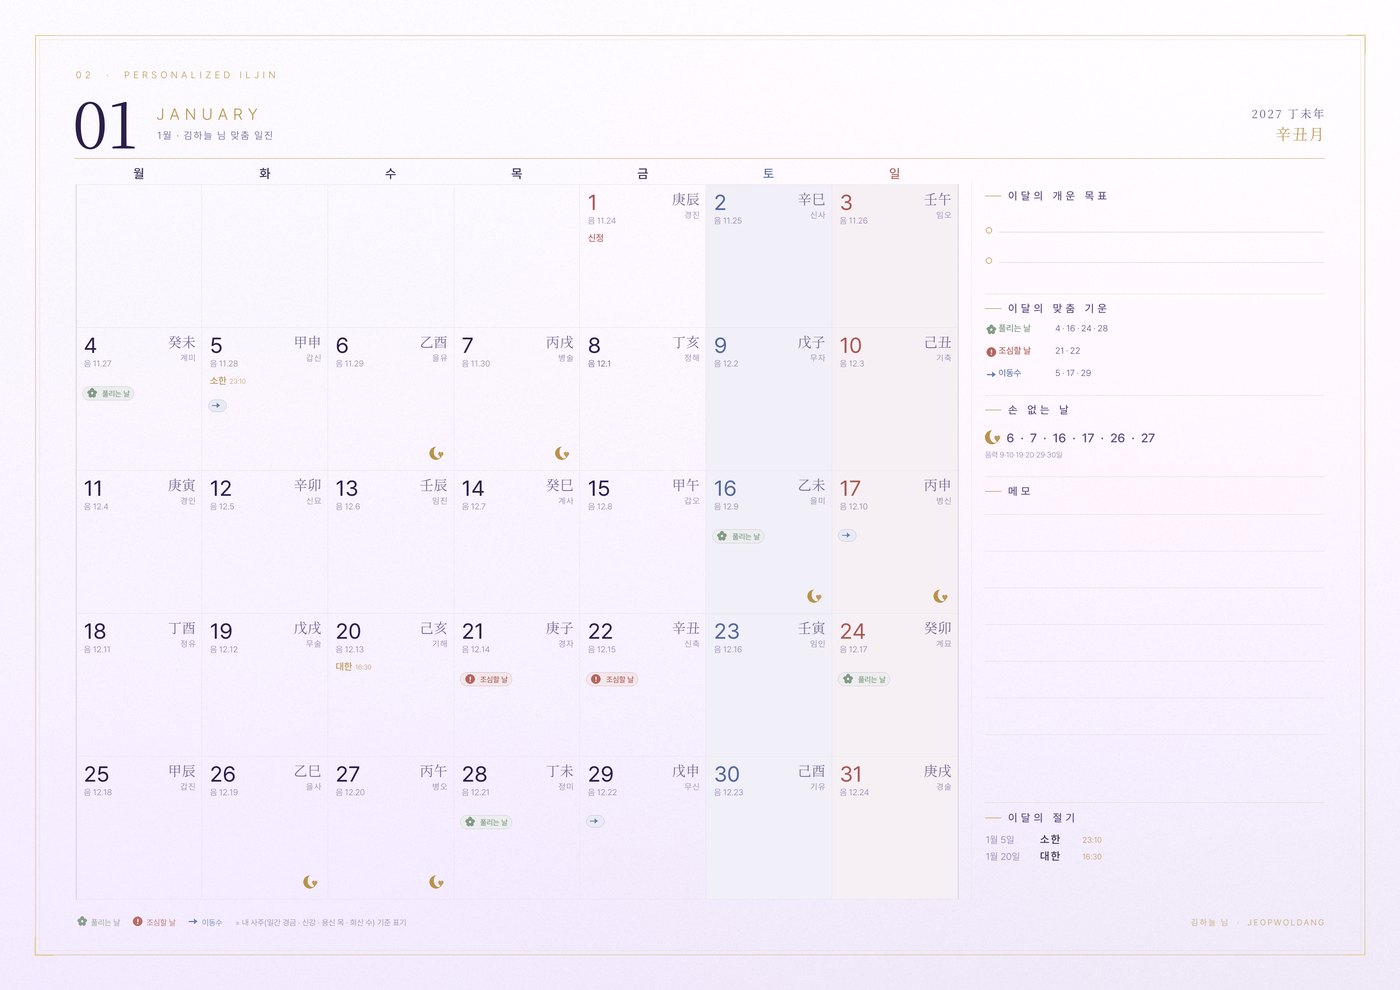 02 · PERSONALIZED ILJIN
01 JANUARY
1월 · 김하늘 님 맞춤 일진
2027 丁未年
辛丑月
월 화 수 목 금 토 일
1 庚辰
음 11.24 경진
신정
2 辛巳
음 11.25 신사
3 壬午
음 11.26 임오
4 癸未
음 11.27 계미
풀리는 날
5 甲申
음 11.28 갑신
소한 23:10
6 乙酉
음 11.29 을유
7 丙戌
음 11.30 병술
8 丁亥
음 12.1 정해
9 戊子
음 12.2 무자
10 己丑
음 12.3 기축
11 庚寅
음 12.4 경인
12 辛卯
음 12.5 신묘
13 壬辰
음 12.6 임진
14 癸巳
음 12.7 계사
15 甲午
음 12.8 갑오
16 乙未
음 12.9 을미
풀리는 날
17 丙申
음 12.10 병신
18 丁酉
음 12.11 정유
19 戊戌
음 12.12 무술
20 己亥
음 12.13 기해
대한 16:30
21 庚子
음 12.14 경자
조심할 날
22 辛丑
음 12.15 신축
조심할 날
23 壬寅
음 12.16 임인
24 癸卯
음 12.17 계묘
풀리는 날
25 甲辰
음 12.18 갑진
26 乙巳
음 12.19 을사
27 丙午
음 12.20 병오
28 丁未
음 12.21 정미
풀리는 날
29 戊申
음 12.22 무신
30 己酉
음 12.23 기유
31 庚戌
음 12.24 경술
이달의 개운 목표
이달의 맞춤 기운
풀리는 날 4 · 16 · 24 · 28
조심할 날 21 · 22
이동수 5 · 17 · 29
손 없는 날
6 · 7 · 16 · 17 · 26 · 27
음력 9·10·19·20·29·30일
메모
이달의 절기
1월 5일 소한 23:10
1월 20일 대한 16:30
풀리는 날 조심할 날 이동수 ※ 내 사주(일간 경금 · 신강 · 용신 목 · 희신 수) 기준 표기
김하늘 님 · JEOPWOLDANG